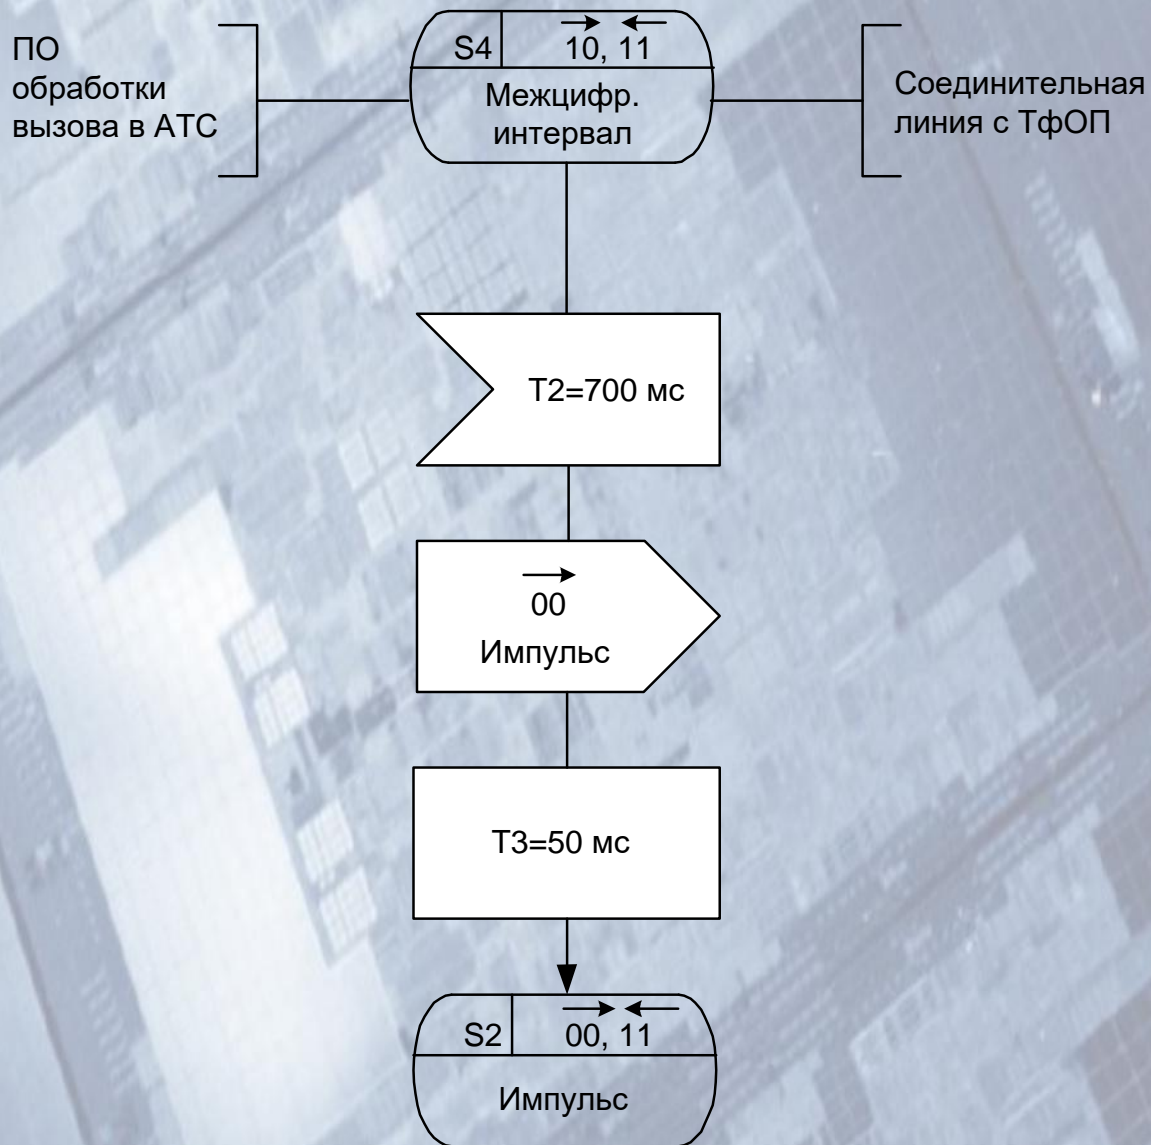 ПО
обработки
вызова в АТС
S4
10, 11
Межцифр.
интервал
Соединительная
линия с ТфОП
T2=700 мс
00
Импульс
T3=50 мс
S2
00, 11
Импульс